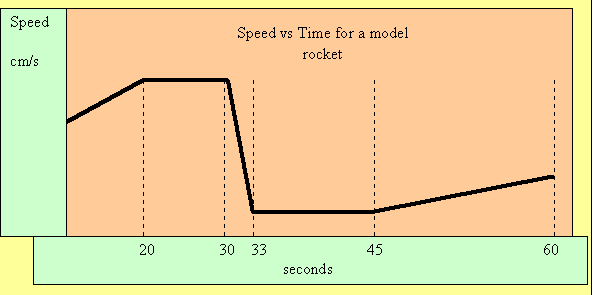 Speed
cm/s
Speed vs Time for a model
rocket
20 30 33 45 60
seconds